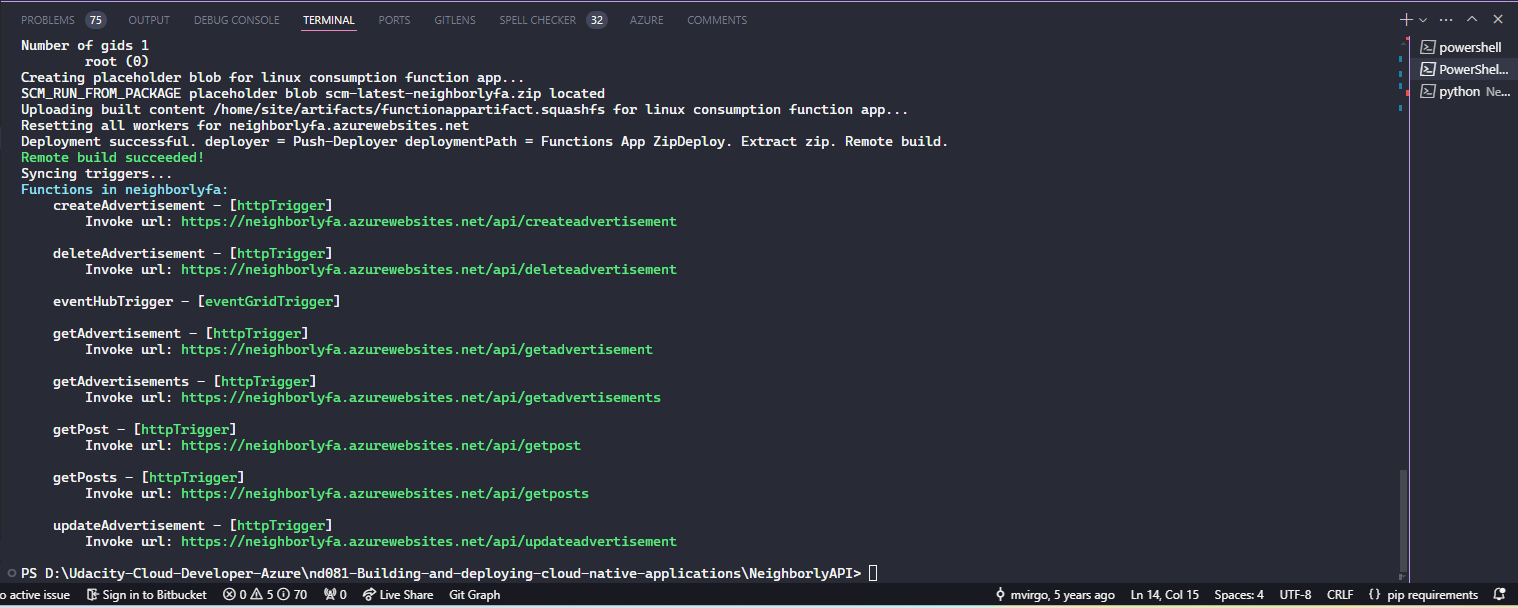 PROBLEMS 75 OUTPUT DEBUG CONSOLE TERMINAL PORTS GITLENS SPELL CHECKER 32 AZURE COMMENTS
Number of gids 1
root (0)
Creating placeholder blob for linux consumption function app...
SCM_RUN_FROM_PACKAGE placeholder blob scm-latest-neighborlyfa.zip located
Uploading built content /home/site/artifacts/functionappartifact.squashfs for linux consumption function app...
Resetting all workers for neighborlyfa.azurewebsites.net
Deployment successful. deployer = Push-Deployer deploymentPath = Functions App ZipDeploy. Extract zip. Remote build.
Remote build succeeded!
Syncing triggers...
Functions in neighborlyfa:
createAdvertisement - [httpTrigger]
Invoke url: https://neighborlyfa.azurewebsites.net/api/createadvertisement
deleteAdvertisement - [httpTrigger]
Invoke url: https://neighborlyfa.azurewebsites.net/api/deleteadvertisement
eventHubTrigger - [eventGridTrigger]
getAdvertisement - [httpTrigger]
Invoke url: https://neighborlyfa.azurewebsites.net/api/getadvertisement
getAdvertisements - [httpTrigger]
Invoke url: https://neighborlyfa.azurewebsites.net/api/getadvertisements
getPost - [httpTrigger]
Invoke url: https://neighborlyfa.azurewebsites.net/api/getpost
getPosts - [httpTrigger]
Invoke url: https://neighborlyfa.azurewebsites.net/api/getposts
updateAdvertisement - [httpTrigger]
Invoke url: https://neighborlyfa.azurewebsites.net/api/updateadvertisement
PS D:\Udacity-Cloud-Developer-Azure\nd081-Building-and-deploying-cloud-native-applications\NeighborlyAPI>
powershell
PowerShel...
python Ne...
o active issue Sign in to Bitbucket 0 5 70 0 Live Share Git Graph mvirgo, 5 years ago Ln 14, Col 15 Spaces: 4 UTF-8 CRLF {} pip requirements